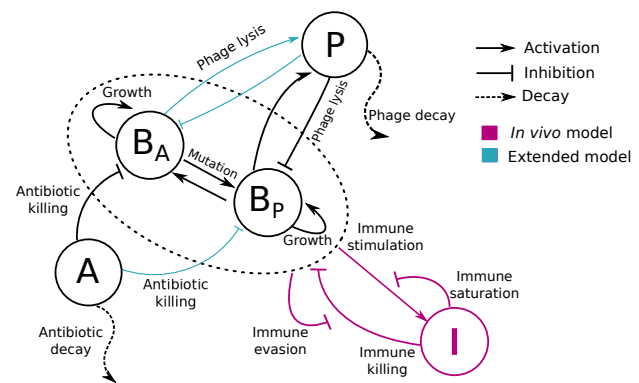 P
Phage lysis
Activation
Inhibition
Decay
Growth
Phage lysis
Phage decay
In vivo model
Extended model
B_A
Mutation
Antibiotic
killing
B_P
Growth
Immune
stimulation
A
Antibiotic
killing
Immune
saturation
Antibiotic
decay
Immune
evasion
I
Immune
killing